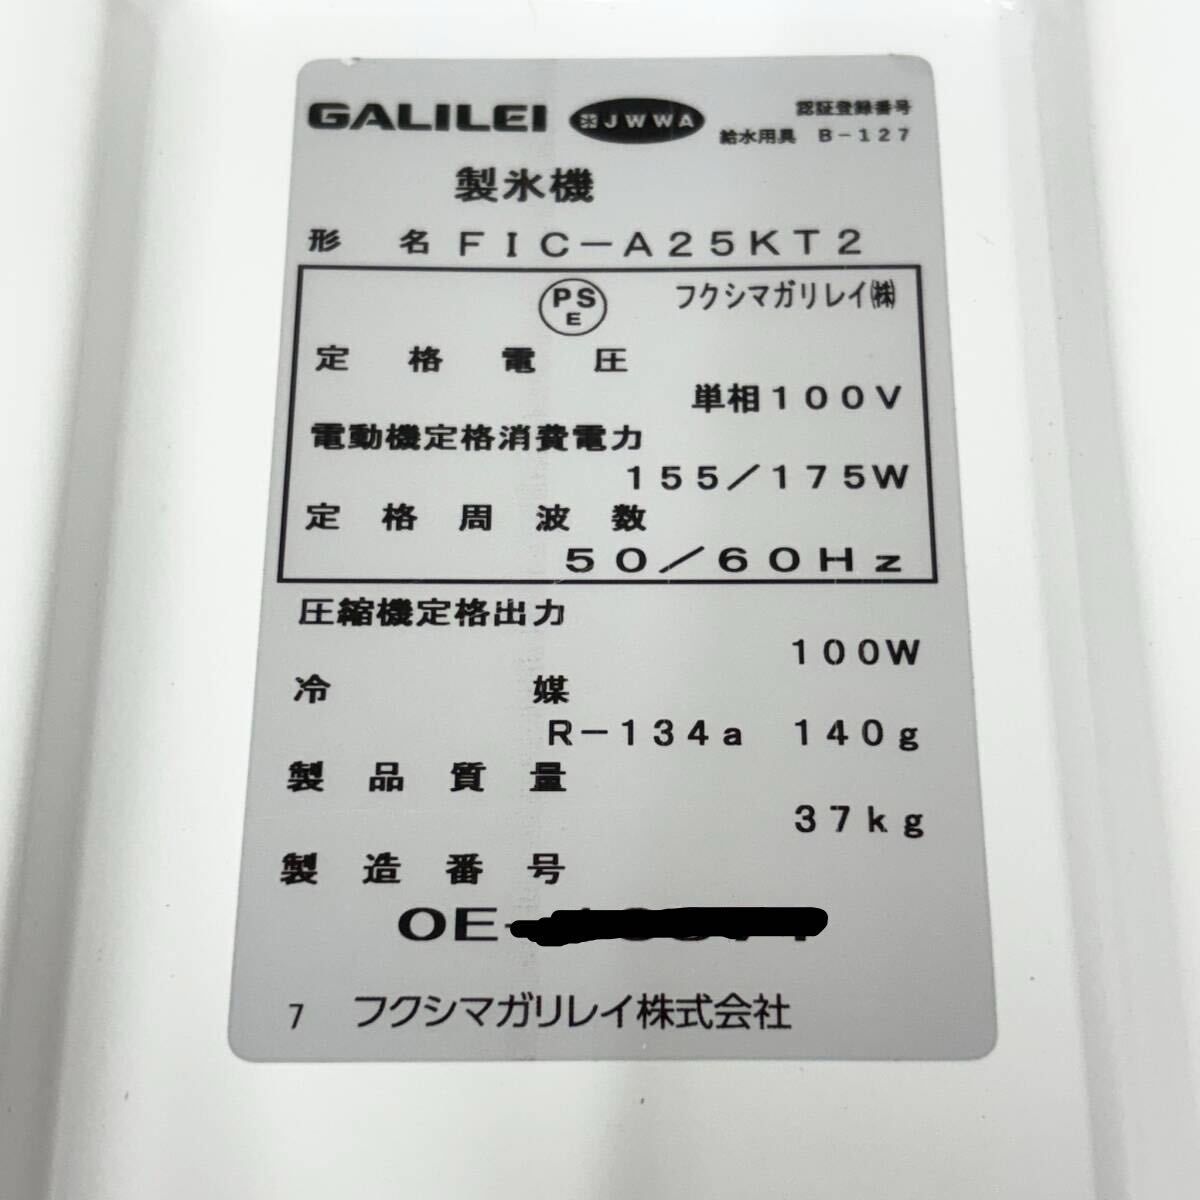 GALILEI JWWA 認証登録番号
給水用具 B-127
製氷機
形名 FIC-A25KT2
PSE フクシマガリレイ㈱
定格電圧
単相100V
電動機定格消費電力
155/175W
定格周波数
50/60Hz
圧縮機定格出力
100W
冷媒
R-134a 140g
製品質量
37kg
製造番号
OE-
7 フクシマガリレイ株式会社